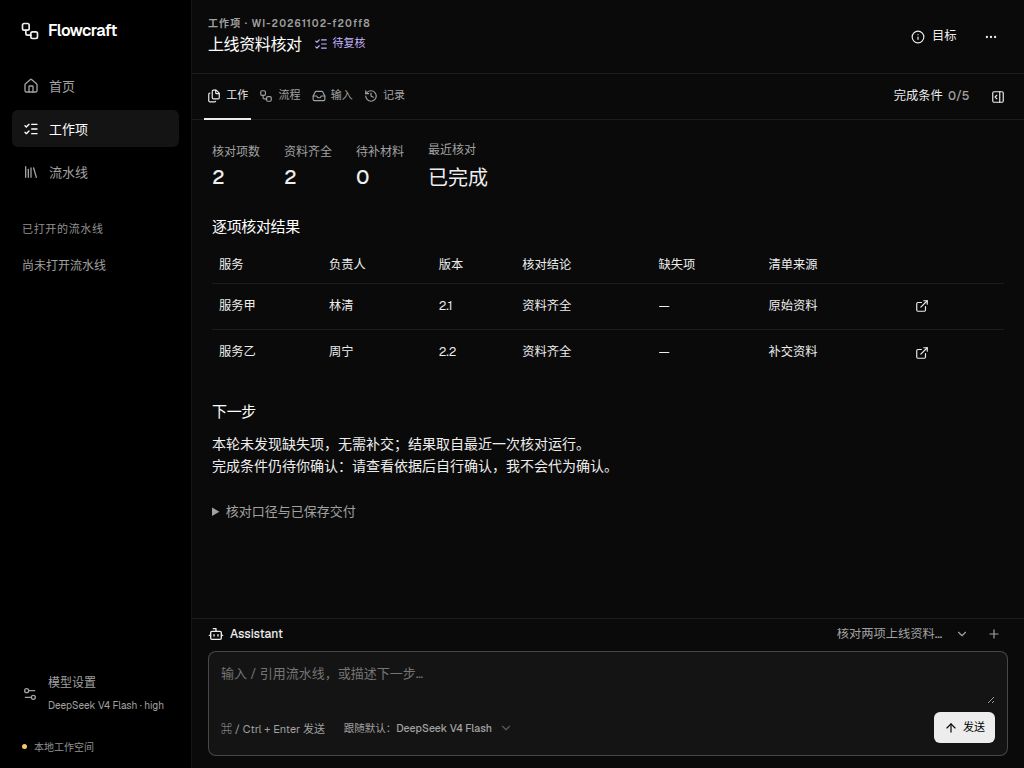 Flowcraft
首页
工作项
流水线
已打开的流水线
尚未打开流水线
模型设置
DeepSeek V4 Flash · high
本地工作空间
工作项 · WI-20261102-f20ff8
上线资料核对 待复核
目标
工作 流程 输入 记录
完成条件 0/5
核对项数 资料齐全 待补材料 最近核对
2 2 0 已完成
逐项核对结果
服务 负责人 版本 核对结论 缺失项 清单来源
服务甲 林清 2.1 资料齐全 — 原始资料
服务乙 周宁 2.2 资料齐全 — 补交资料
下一步
本轮未发现缺失项，无需补交；结果取自最近一次核对运行。
完成条件仍待你确认：请查看依据后自行确认，我不会代为确认。
核对口径与已保存交付
Assistant
核对两项上线资料...
输入 / 引用流水线，或描述下一步...
⌘ / Ctrl + Enter 发送 跟随默认：DeepSeek V4 Flash
发送